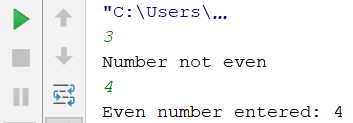 "C:\Users\...
3
Number not even
4
Even number entered: 4